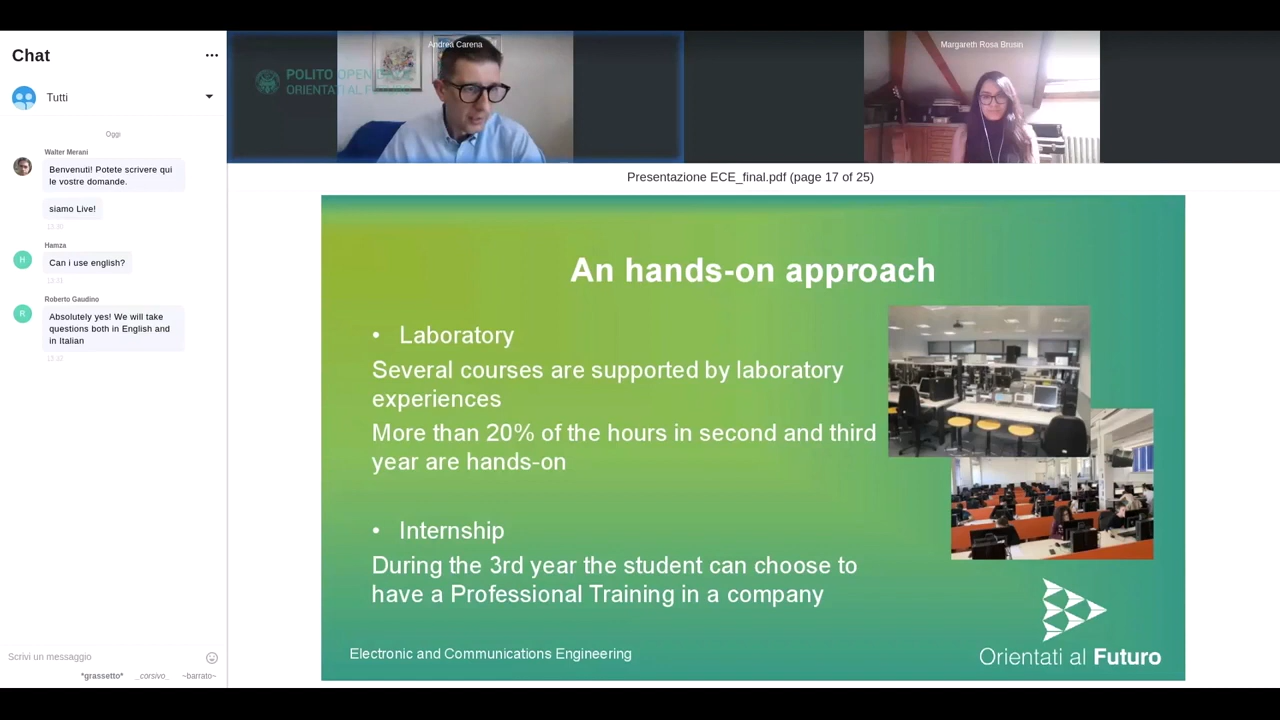 Chat
Tutti
Oggi
Walter Merani
Benvenuti! Potete scrivere qui
le vostre domande.
siamo Live!
Hamza
Can i use english?
Roberto Gaudino
Absolutely yes! We will take
questions both in English and
in Italian
Scrivi un messaggio
*grassetto* _corsivo_ ~barrato~
Andrea Carena
POLITO OPEN
ORIENTATI AL FUTURO
Margareth Rosa Brusin
Presentazione ECE_final.pdf (page 17 of 25)
An hands-on approach
• Laboratory
Several courses are supported by laboratory
experiences
More than 20% of the hours in second and third
year are hands-on
• Internship
During the 3rd year the student can choose to
have a Professional Training in a company
Electronic and Communications Engineering
Orientati al Futuro